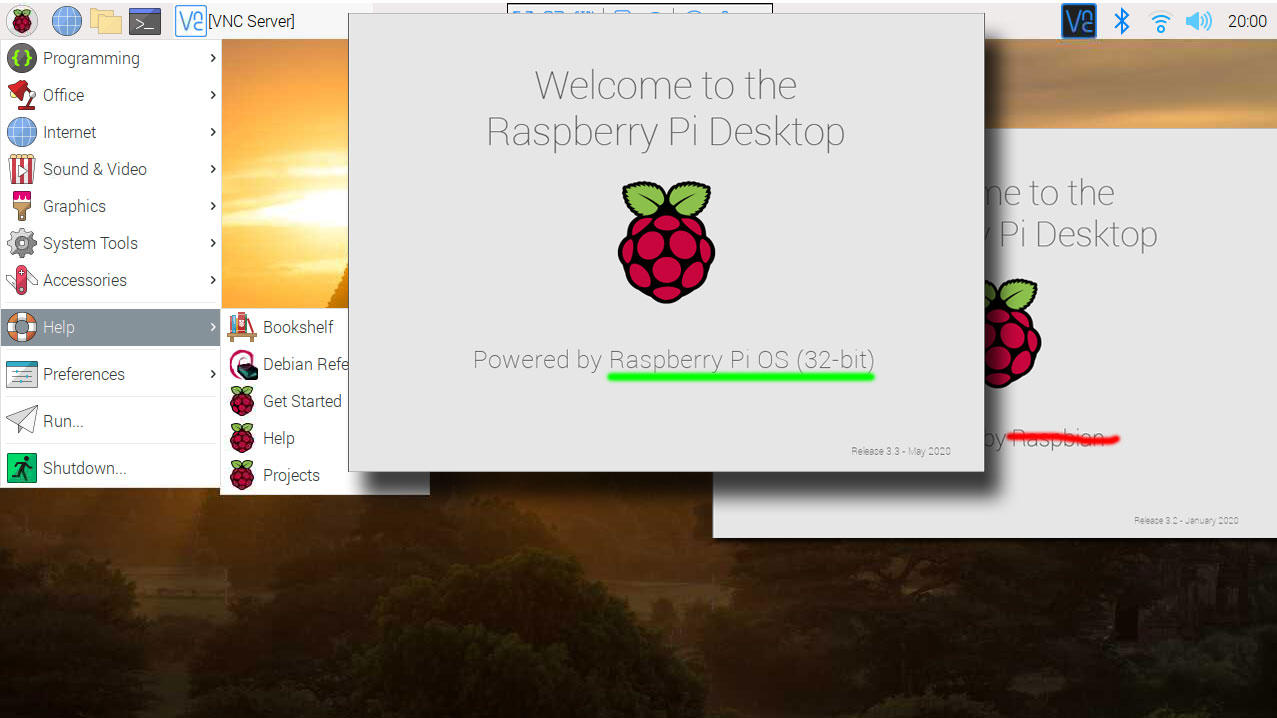 [VNC Server]
20:00
Programming
Office
Internet
Sound & Video
Graphics
System Tools
Accessories
Help
Preferences
Run...
Shutdown...
Bookshelf
Debian Refe
Get Started
Help
Projects
Welcome to the
Raspberry Pi Desktop
Powered by Raspberry Pi OS (32-bit)
Release 3.3 - May 2020
me to the
y Pi Desktop
by Raspbian
Release 3.2 - January 2020